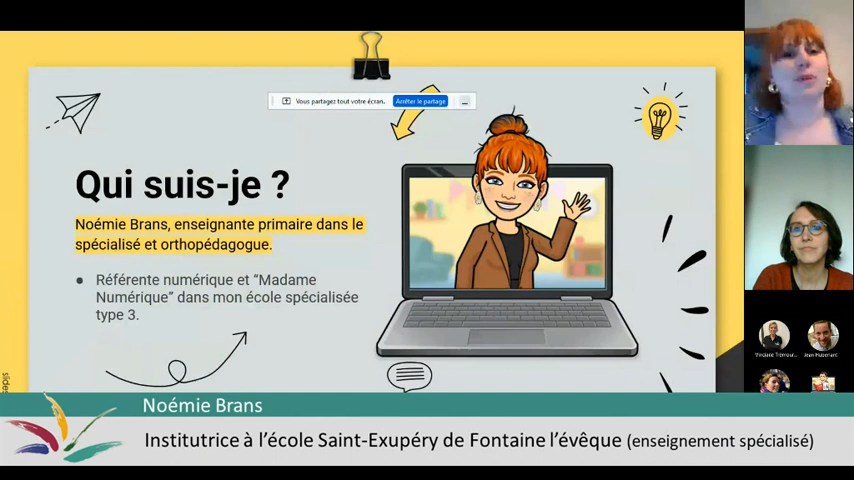 Vous partagez tout votre écran. Arrêter le partage
Qui suis-je ?
Noémie Brans, enseignante primaire dans le
spécialisé et orthopédagogue.
● Référente numérique et “Madame
Numérique” dans mon école spécialisée
type 3.
Noémie Brans
Institutrice à l’école Saint-Exupéry de Fontaine l’évêque (enseignement spécialisé)